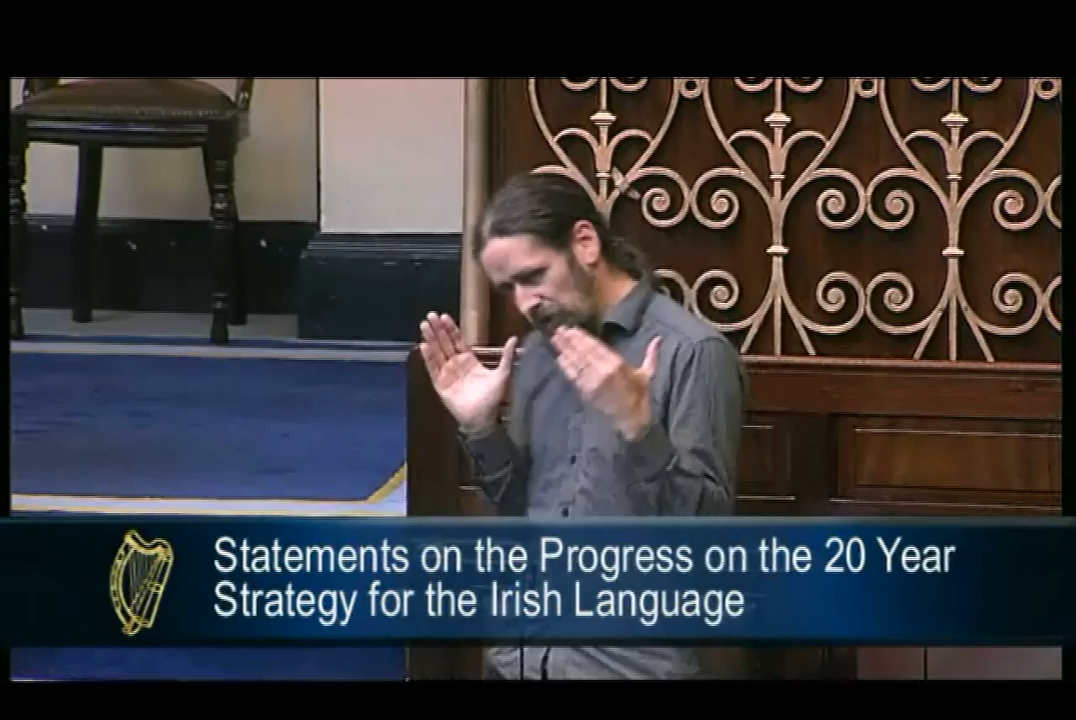 Statements on the Progress on the 20 Year
Strategy for the Irish Language